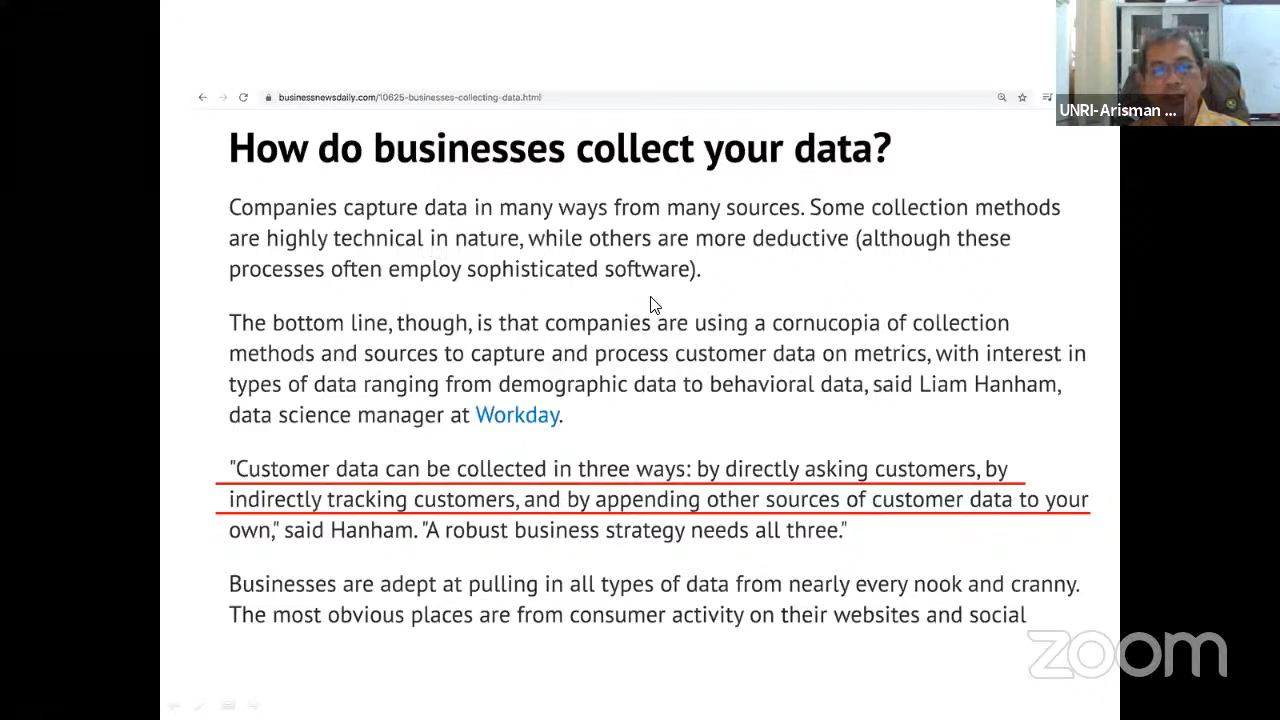 businessnewsdaily.com/10625-businesses-collecting-data.html
UNRI-Arisman ...
How do businesses collect your data?
Companies capture data in many ways from many sources. Some collection methods
are highly technical in nature, while others are more deductive (although these
processes often employ sophisticated software).
The bottom line, though, is that companies are using a cornucopia of collection
methods and sources to capture and process customer data on metrics, with interest in
types of data ranging from demographic data to behavioral data, said Liam Hanham,
data science manager at Workday.
"Customer data can be collected in three ways: by directly asking customers, by
indirectly tracking customers, and by appending other sources of customer data to your
own," said Hanham. "A robust business strategy needs all three."
Businesses are adept at pulling in all types of data from nearly every nook and cranny.
The most obvious places are from consumer activity on their websites and social
zoom